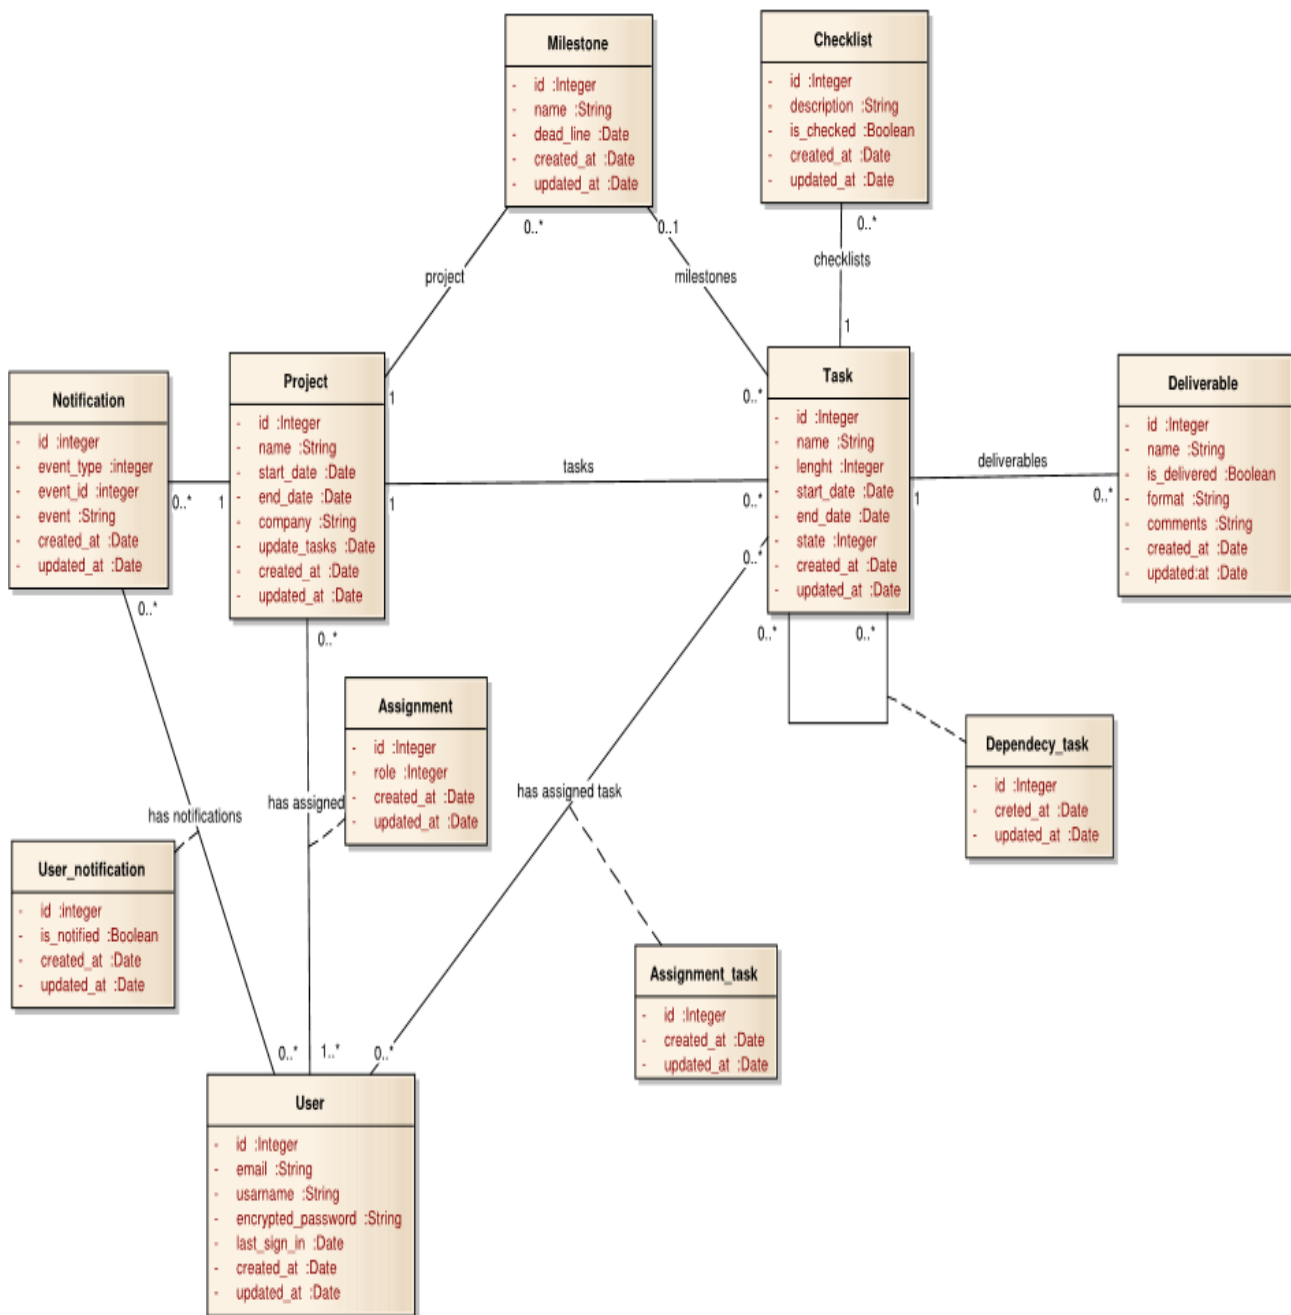 Milestone
- id :Integer
- name :String
- dead_line :Date
- created_at :Date
- updated_at :Date
Checklist
- id :Integer
- description :String
- is_checked :Boolean
- created_at :Date
- updated_at :Date
0..*
0..1
0..*
project
milestones
checklists
1
1
0..*
Notification
- id :integer
- event_type :integer
- event_id :integer
- event :String
- created_at :Date
- updated_at :Date
Project
- id :Integer
- name :String
- start_date :Date
- end_date :Date
- company :String
- update_tasks :Date
- created_at :Date
- updated_at :Date
Task
- id :Integer
- name :String
- lenght :Integer
- start_date :Date
- end_date :Date
- state :Integer
- created_at :Date
- updated_at :Date
Deliverable
- id :Integer
- name :String
- is_delivered :Boolean
- format :String
- comments :String
- created_at :Date
- updated:at :Date
tasks
deliverables
0..*
1
1
0..*
1
0..*
0..*
0..*
0..*
0..*
0..*
Assignment
- id :Integer
- role :Integer
- created_at :Date
- updated_at :Date
Dependecy_task
- id :Integer
- creted_at :Date
- updated_at :Date
has notifications
has assigned
has assigned task
User_notification
- id :integer
- is_notified :Boolean
- created_at :Date
- updated_at :Date
Assignment_task
- id :Integer
- created_at :Date
- updated_at :Date
0..*
1..*
0..*
User
- id :Integer
- email :String
- usarname :String
- encrypted_password :String
- last_sign_in :Date
- created_at :Date
- updated_at :Date